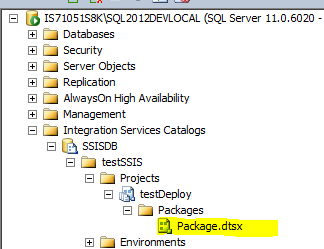 IS71051S8K\SQL2012DEVLOCAL (SQL Server 11.0.6020 -
Databases
Security
Server Objects
Replication
AlwaysOn High Availability
Management
Integration Services Catalogs
SSISDB
testSSIS
Projects
testDeploy
Packages
Package.dtsx
Environments